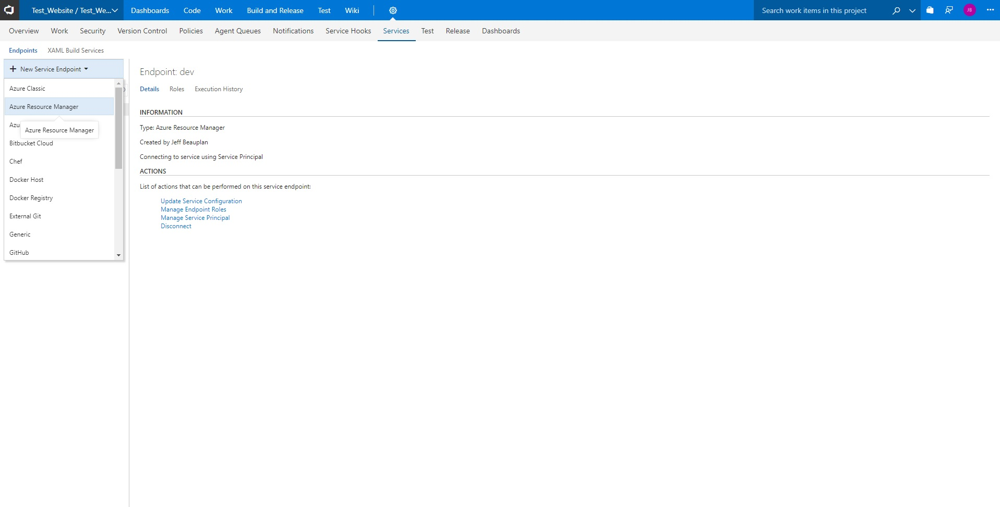 Test_Website / Test_We... Dashboards Code Work Build and Release Test Wiki Search work items in this project JB ...
Overview Work Security Version Control Policies Agent Queues Notifications Service Hooks Services Test Release Dashboards
Endpoints XAML Build Services
+ New Service Endpoint
Azure Classic
Azure Resource Manager
Azu
Azure Resource Manager
Bitbucket Cloud
Chef
Docker Host
Docker Registry
External Git
Generic
GitHub
Endpoint: dev
Details Roles Execution History
INFORMATION
Type: Azure Resource Manager
Created by Jeff Beauplan
Connecting to service using Service Principal
ACTIONS
List of actions that can be performed on this service endpoint:
Update Service Configuration
Manage Endpoint Roles
Manage Service Principal
Disconnect